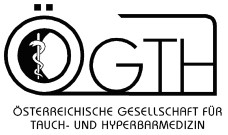 ÖGTH
ÖSTERREICHISCHE GESELLSCHAFT FÜR
TAUCH- UND HYPERBARMEDIZIN